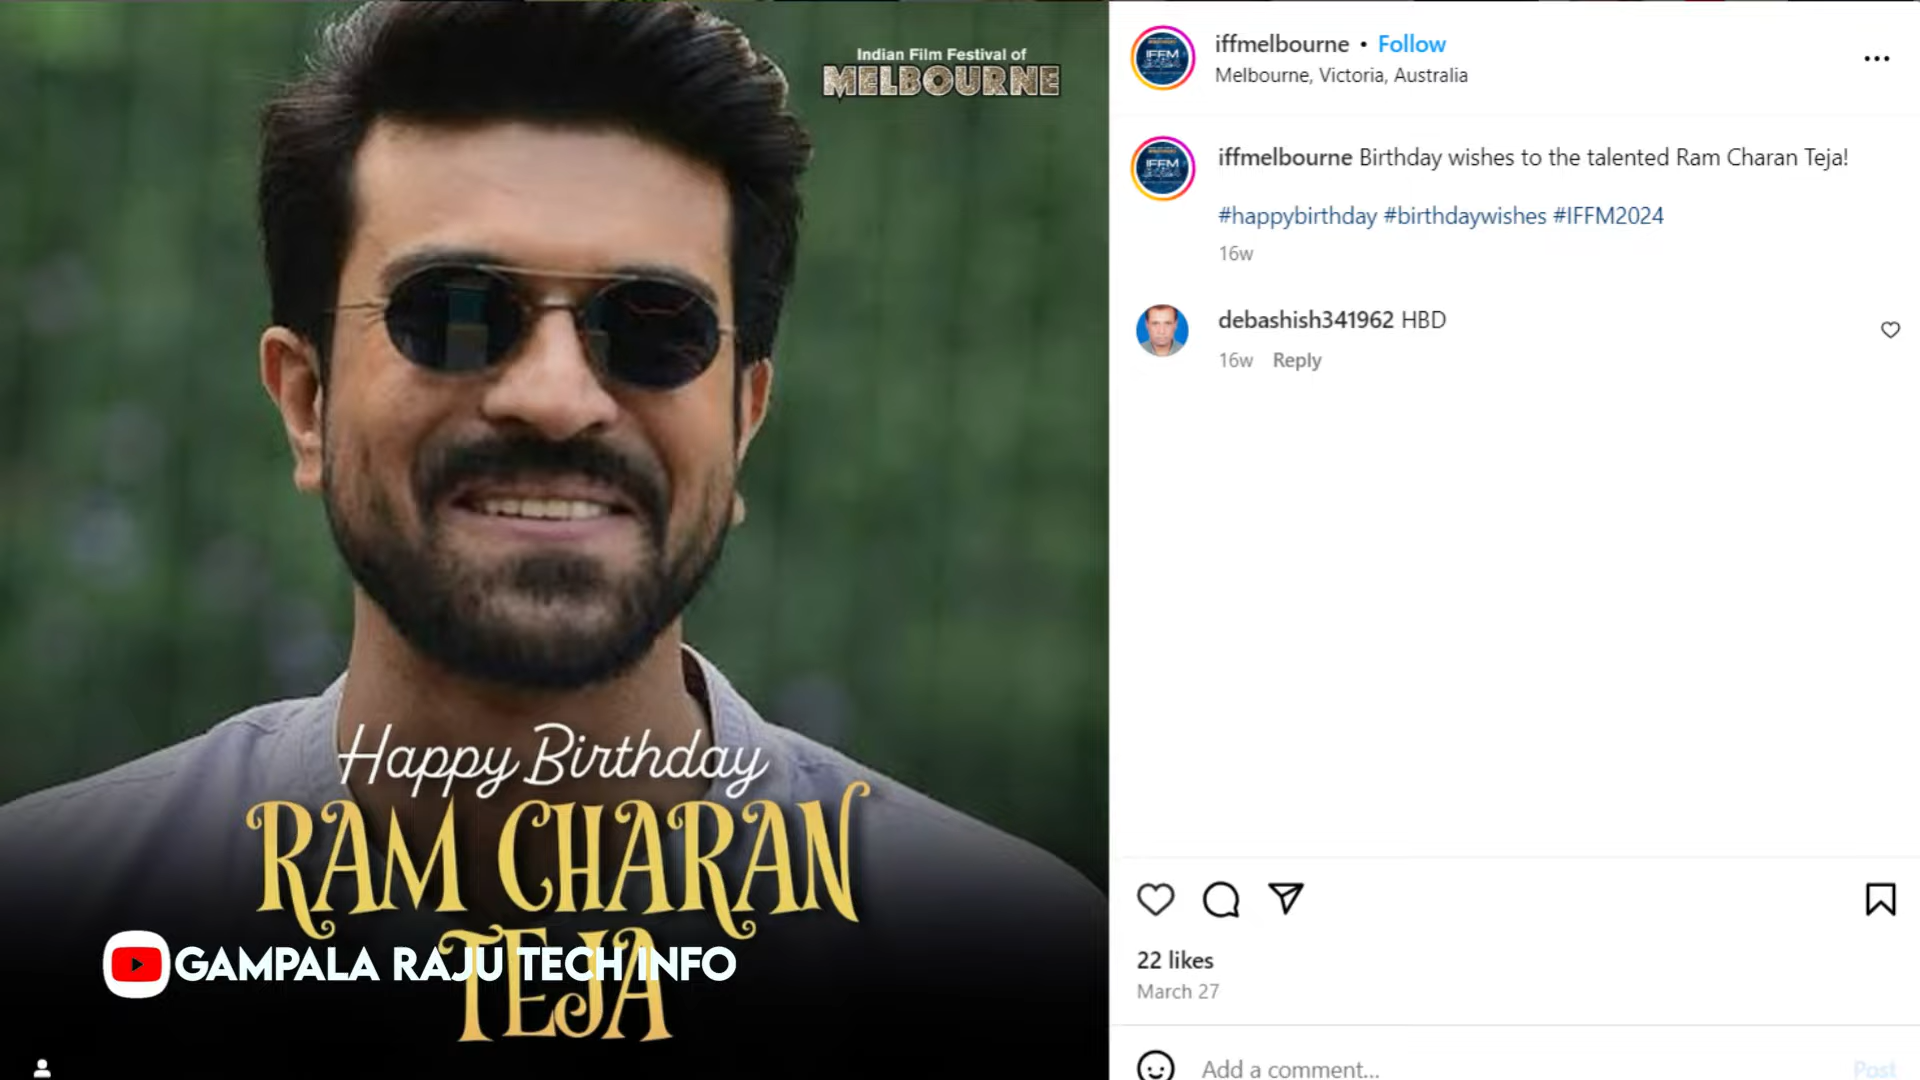 Indian Film Festival of
MELBOURNE
Happy Birthday
RAM CHARAN
TEJA
GAMPALA RAJU TECH INFO
iffmelbourne • Follow
Melbourne, Victoria, Australia
iffmelbourne Birthday wishes to the talented Ram Charan Teja!
#happybirthday #birthdaywishes #IFFM2024
16w
debashish341962 HBD
16w Reply
22 likes
March 27
Add a comment...
Post